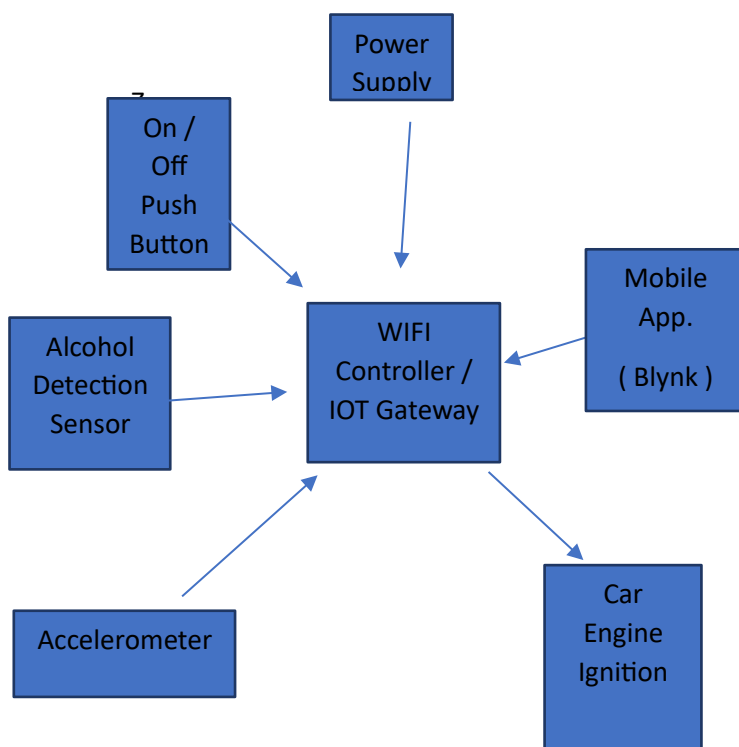 Power
Supply
On /
Off
Push
Button
Mobile
App.
( Blynk )
WIFI
Controller /
IOT Gateway
Alcohol
Detection
Sensor
Accelerometer
Car
Engine
Ignition